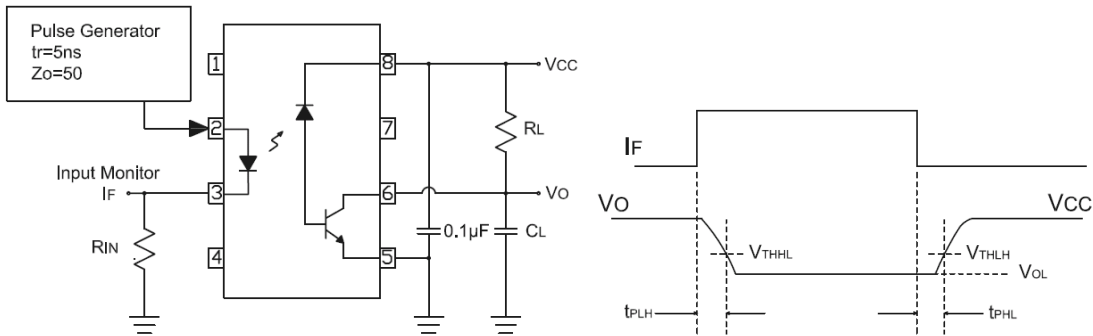 Pulse Generator
tr=5ns
Zo=50
1
8
VCC
2
7
RL
Input Monitor
IF
3
6
VO
RIN
0.1µF
CL
4
5
IF
VO
VCC
VTHHL
VTHLH
VOL
tPLH
tPHL